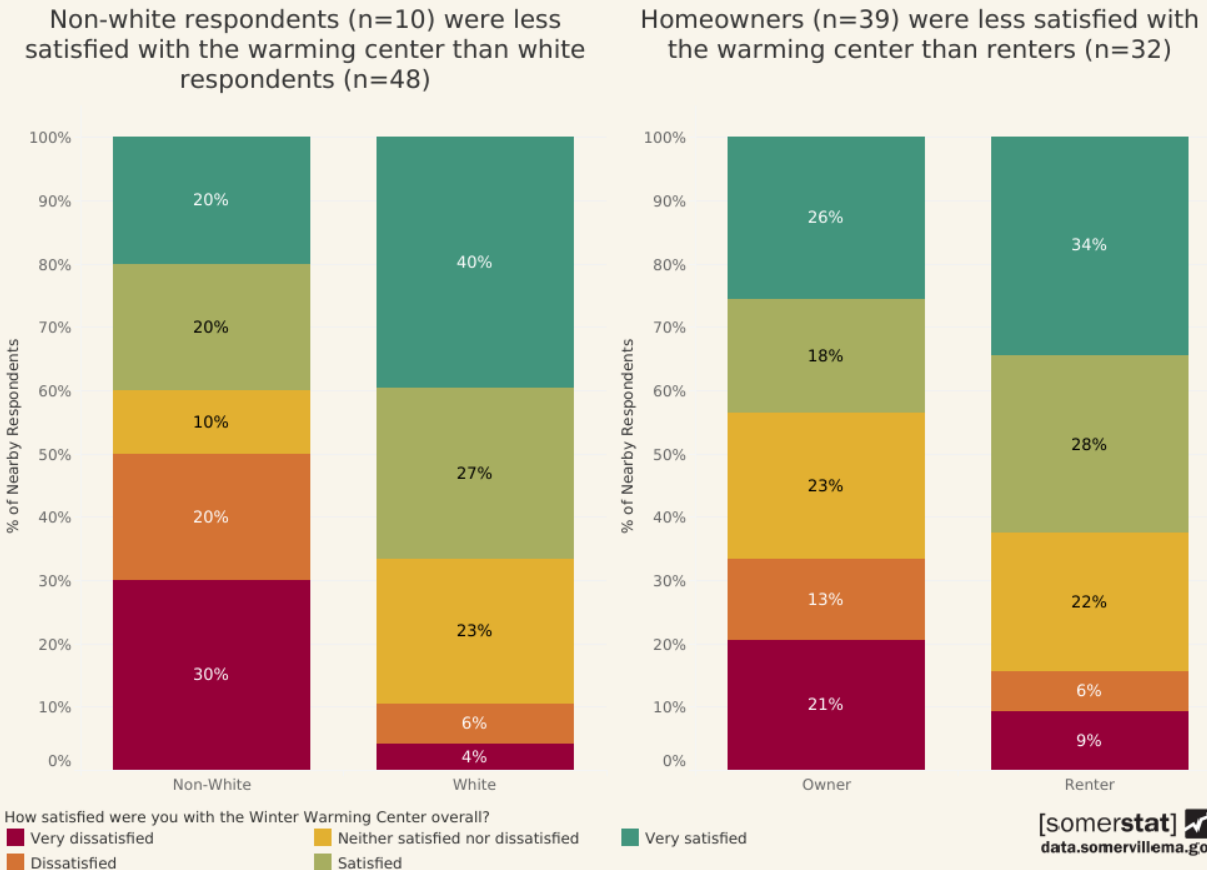 Non-white respondents (n=10) were less
satisfied with the warming center than white
respondents (n=48)
100%
90%
80%
70%
60%
50%
40%
30%
20%
10%
0%
% of Nearby Respondents
20%
20%
10%
20%
30%
40%
27%
23%
6%
4%
Non-White
White
Homeowners (n=39) were less satisfied with
the warming center than renters (n=32)
100%
90%
80%
70%
60%
50%
40%
30%
20%
10%
0%
% of Nearby Respondents
26%
18%
23%
13%
21%
34%
28%
22%
6%
9%
Owner
Renter
How satisfied were you with the Winter Warming Center overall?
Very dissatisfied
Neither satisfied nor dissatisfied
Very satisfied
Dissatisfied
Satisfied
[somerstat]
data.somervillema.go